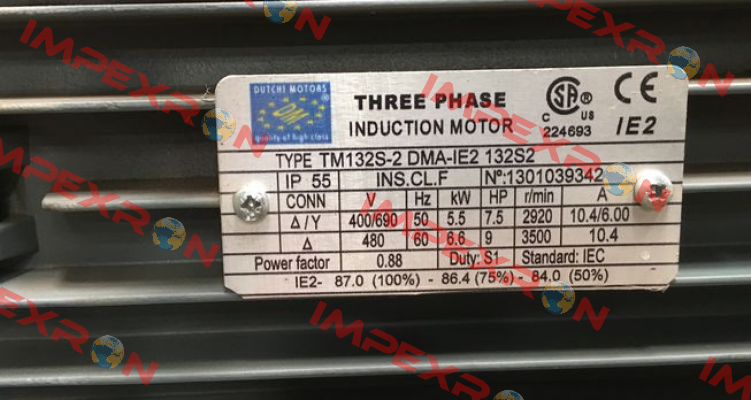 DUTCHI MOTORS
DM
quality of high class
THREE PHASE
INDUCTION MOTOR
SA ®
C US
224693
CE
IE2
TYPE TM132S-2 DMA-IE2 132S2
IP 55 INS.CL.F Nº:1301039342
CONN V Hz kW HP r/min A
Δ/Y 400/690 50 5.5 7.5 2920 10.4/6.00
Δ 480 60 6.6 9 3500 10.4
Power factor 0.88 Duty: S1 Standard: IEC
IE2- 87.0 (100%) - 86.4 (75%) - 84.0 (50%)
IMPEXRON
IMPEXRON
IMPEXRON
IMPEXRON